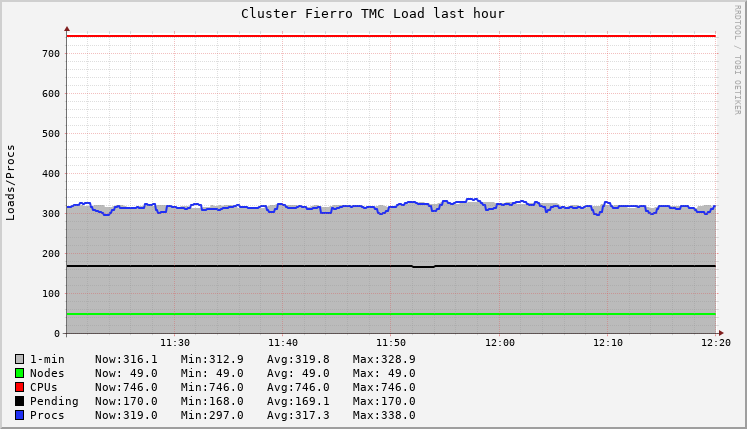 Cluster Fierro TMC Load last hour
RRDTOOL / TOBI OETIKER
Loads/Procs
700
600
500
400
300
200
100
0
11:30 11:40 11:50 12:00 12:10 12:20
1-min Now:316.1 Min:312.9 Avg:319.8 Max:328.9
Nodes Now: 49.0 Min: 49.0 Avg: 49.0 Max: 49.0
CPUs Now:746.0 Min:746.0 Avg:746.0 Max:746.0
Pending Now:170.0 Min:168.0 Avg:169.1 Max:170.0
Procs Now:319.0 Min:297.0 Avg:317.3 Max:338.0